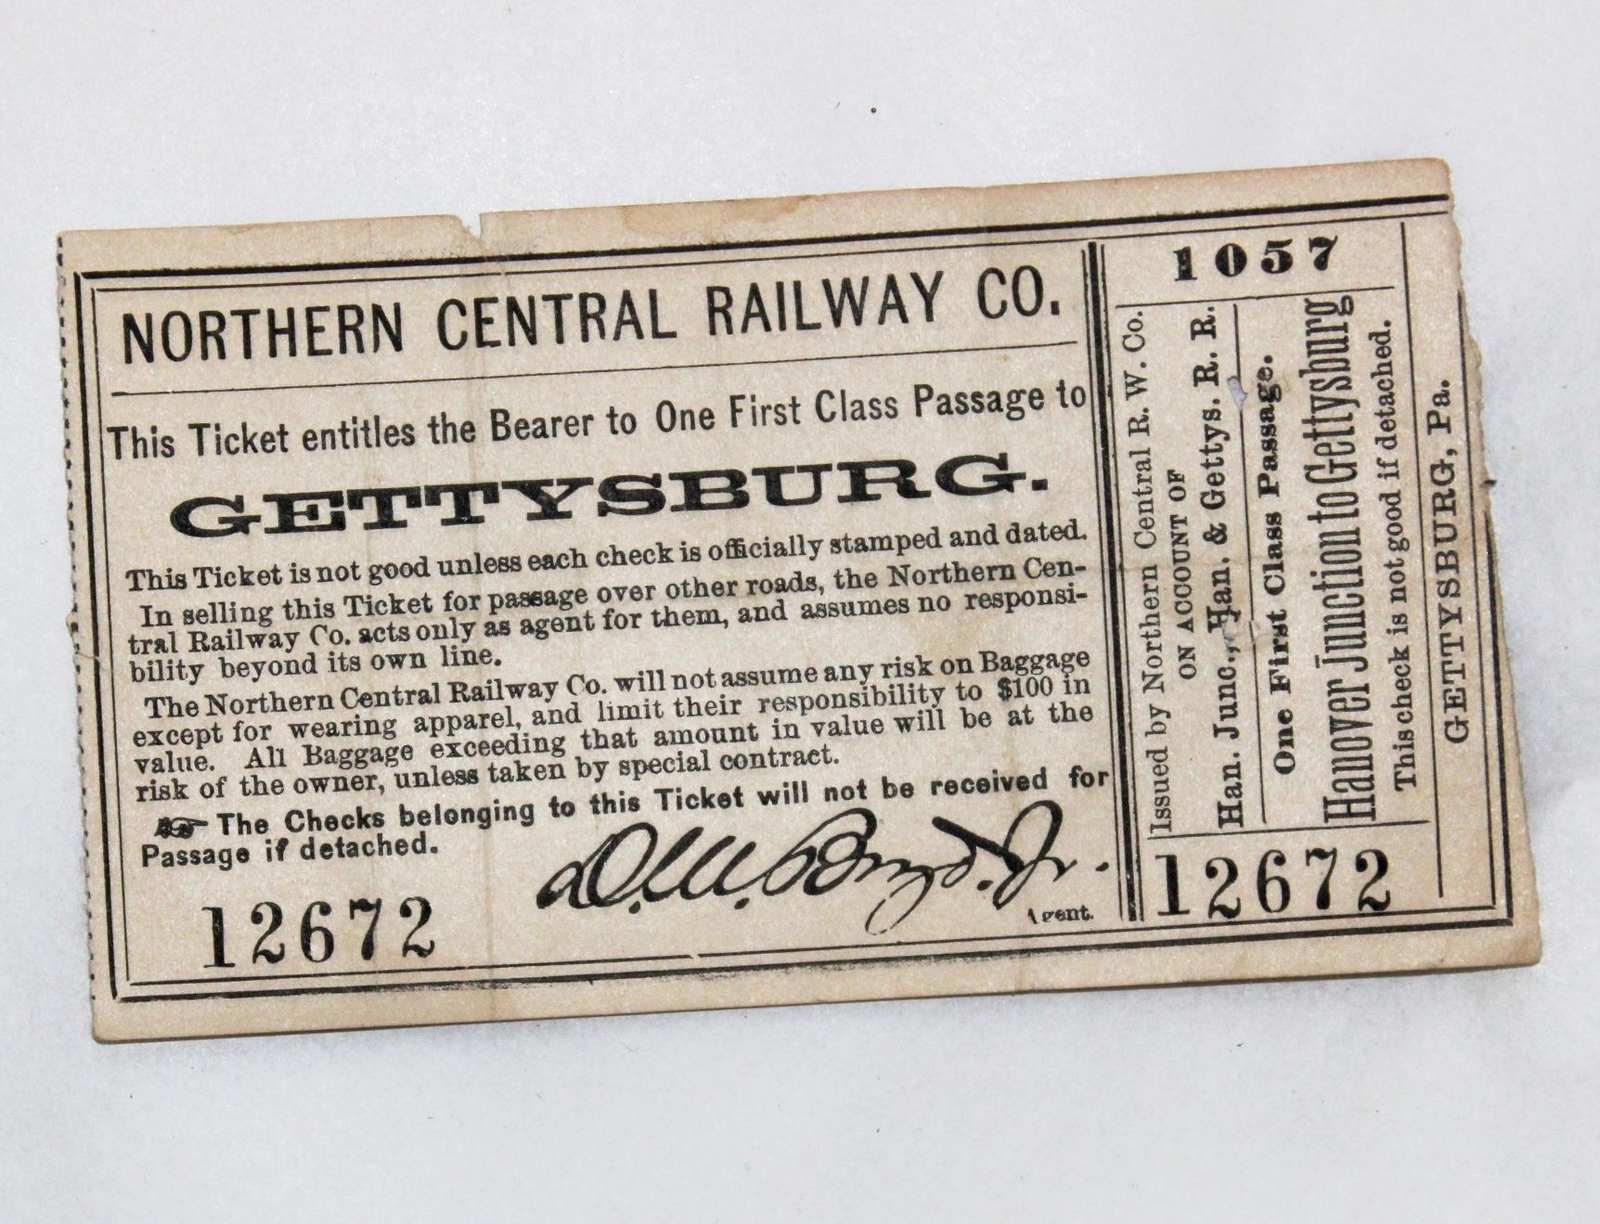 NORTHERN CENTRAL RAILWAY CO.
This Ticket entitles the Bearer to One First Class Passage to
GETTYSBURG.
This Ticket is not good unless each check is officially stamped and dated.
In selling this Ticket for passage over other roads, the Northern Cen-
tral Railway Co. acts only as agent for them, and assumes no responsi-
bility beyond its own line.
The Northern Central Railway Co. will not assume any risk on Baggage
except for wearing apparel, and limit their responsibility to $100 in
value. All Baggage exceeding that amount in value will be at the
risk of the owner, unless taken by special contract.
☞ The Checks belonging to this Ticket will not be received for
Passage if detached.
12672
Agent.
1057
Issued by Northern Central R. W. Co.
ON ACCOUNT OF
Han. Junc., Han. & Gettys. R. R.
One First Class Passage.
Hanover Junction to Gettysburg
This check is not good if detached.
GETTYSBURG, Pa.
12672